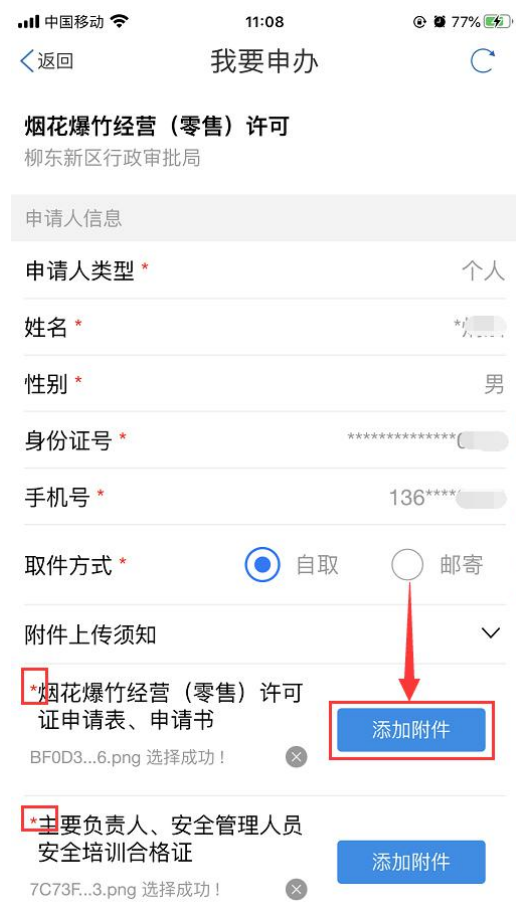 中国移动
11:08
77%
返回
我要申办
烟花爆竹经营（零售）许可
柳东新区行政审批局
申请人信息
申请人类型 * 个人
姓名 *
性别 * 男
身份证号 * **************
手机号 * 136****
取件方式 * 自取 邮寄
附件上传须知
*烟花爆竹经营（零售）许可
证申请表、申请书
添加附件
BF0D3...6.png 选择成功！
*主要负责人、安全管理人员
安全培训合格证
添加附件
7C73F...3.png 选择成功！